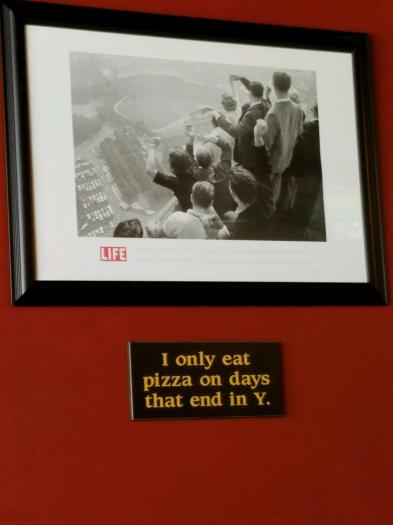 LIFE
I only eat
pizza on days
that end in Y.